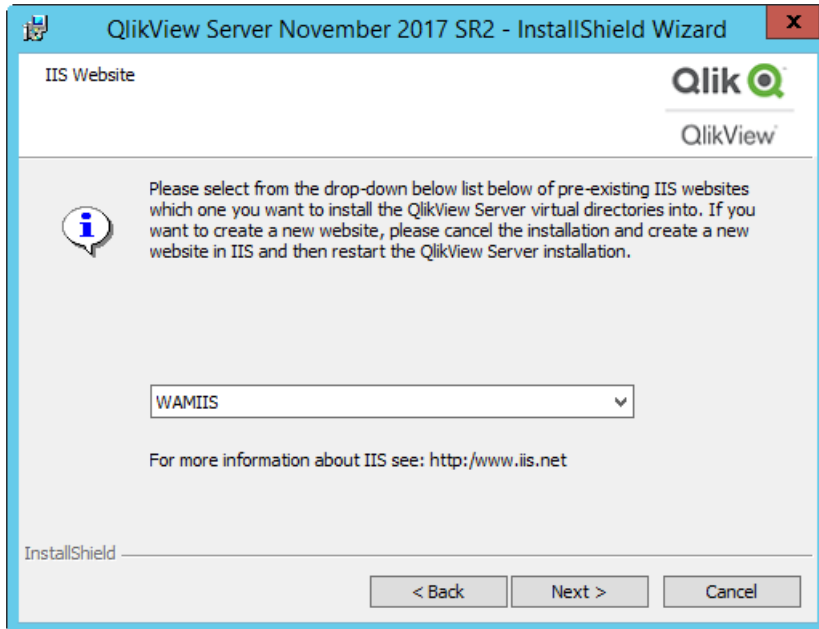 QlikView Server November 2017 SR2 - InstallShield Wizard
x
IIS Website
Qlik
QlikView
Please select from the drop-down below list below of pre-existing IIS websites
which one you want to install the QlikView Server virtual directories into. If you
want to create a new website, please cancel the installation and create a new
website in IIS and then restart the QlikView Server installation.
WAMIIS
For more information about IIS see: http:/www.iis.net
InstallShield
< Back
Next >
Cancel